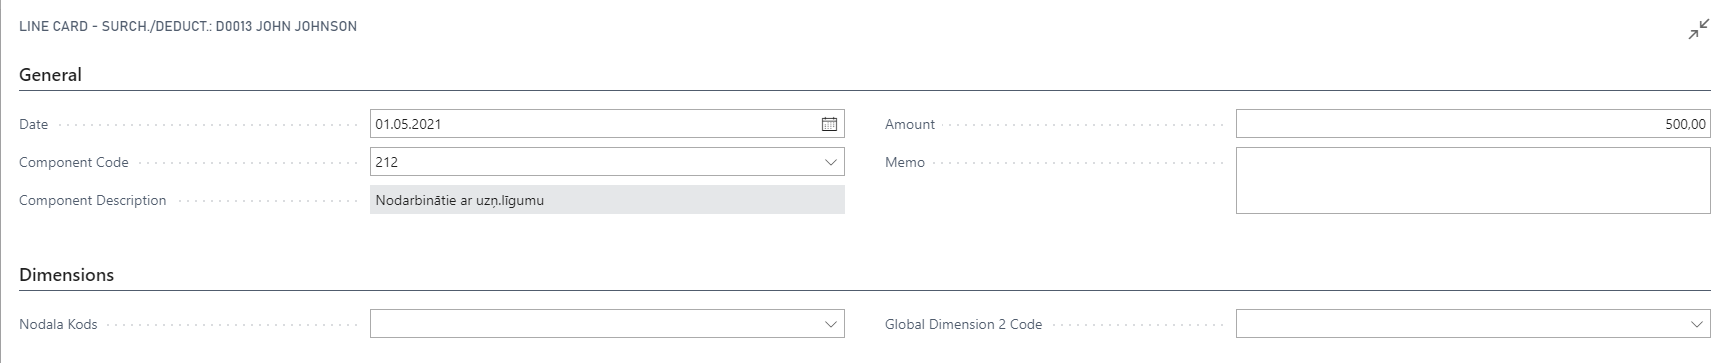 LINE CARD - SURCH./DEDUCT.: D0013 JOHN JOHNSON
General
Date 01.05.2021 Amount 500,00
Component Code 212 Memo
Component Description Nodarbinātie ar uzņ.līgumu
Dimensions
Nodala Kods Global Dimension 2 Code